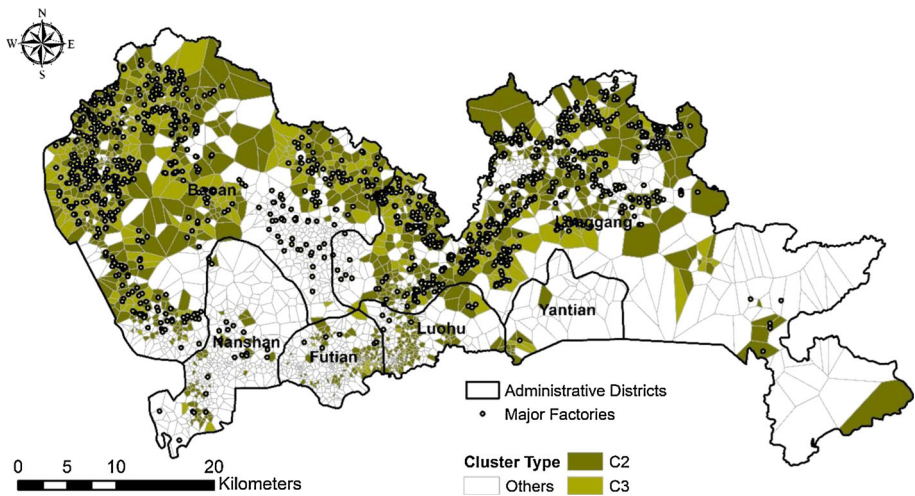 N
W E
S
Baoan
Longgang
Nanshan
Futian
Luohu
Yantian
Administrative Districts
Major Factories
Cluster Type
C2
Others
C3
0 5 10 20
Kilometers